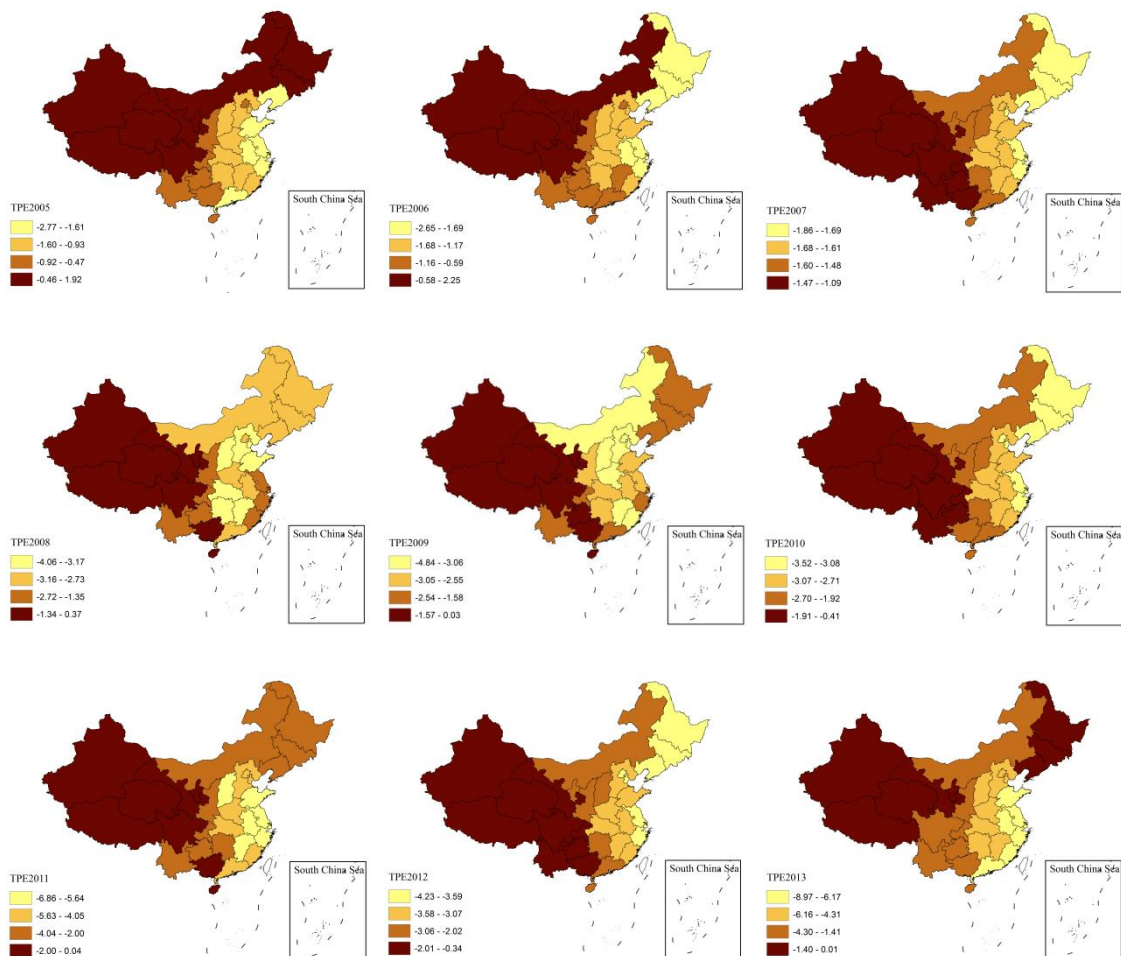 South China Sea
TPE2005
-2.77 - -1.61
-1.60 - -0.93
-0.92 - -0.47
-0.46 - 1.92
South China Sea
TPE2006
-2.65 - -1.69
-1.68 - -1.17
-1.16 - -0.59
-0.58 - 2.25
South China Sea
TPE2007
-1.86 - -1.69
-1.68 - -1.61
-1.60 - -1.48
-1.47 - -1.09
South China Sea
TPE2008
-4.06 - -3.17
-3.16 - -2.73
-2.72 - -1.35
-1.34 - 0.37
South China Sea
TPE2009
-4.84 - -3.06
-3.05 - -2.55
-2.54 - -1.58
-1.57 - 0.03
South China Sea
TPE2010
-3.52 - -3.08
-3.07 - -2.71
-2.70 - -1.92
-1.91 - -0.41
South China Sea
TPE2011
-6.86 - -5.64
-5.63 - -4.05
-4.04 - -2.00
-2.00 - 0.04
South China Sea
TPE2012
-4.23 - -3.59
-3.58 - -3.07
-3.06 - -2.02
-2.01 - -0.34
South China Sea
TPE2013
-8.97 - -6.17
-6.16 - -4.31
-4.30 - -1.41
-1.40 - 0.01